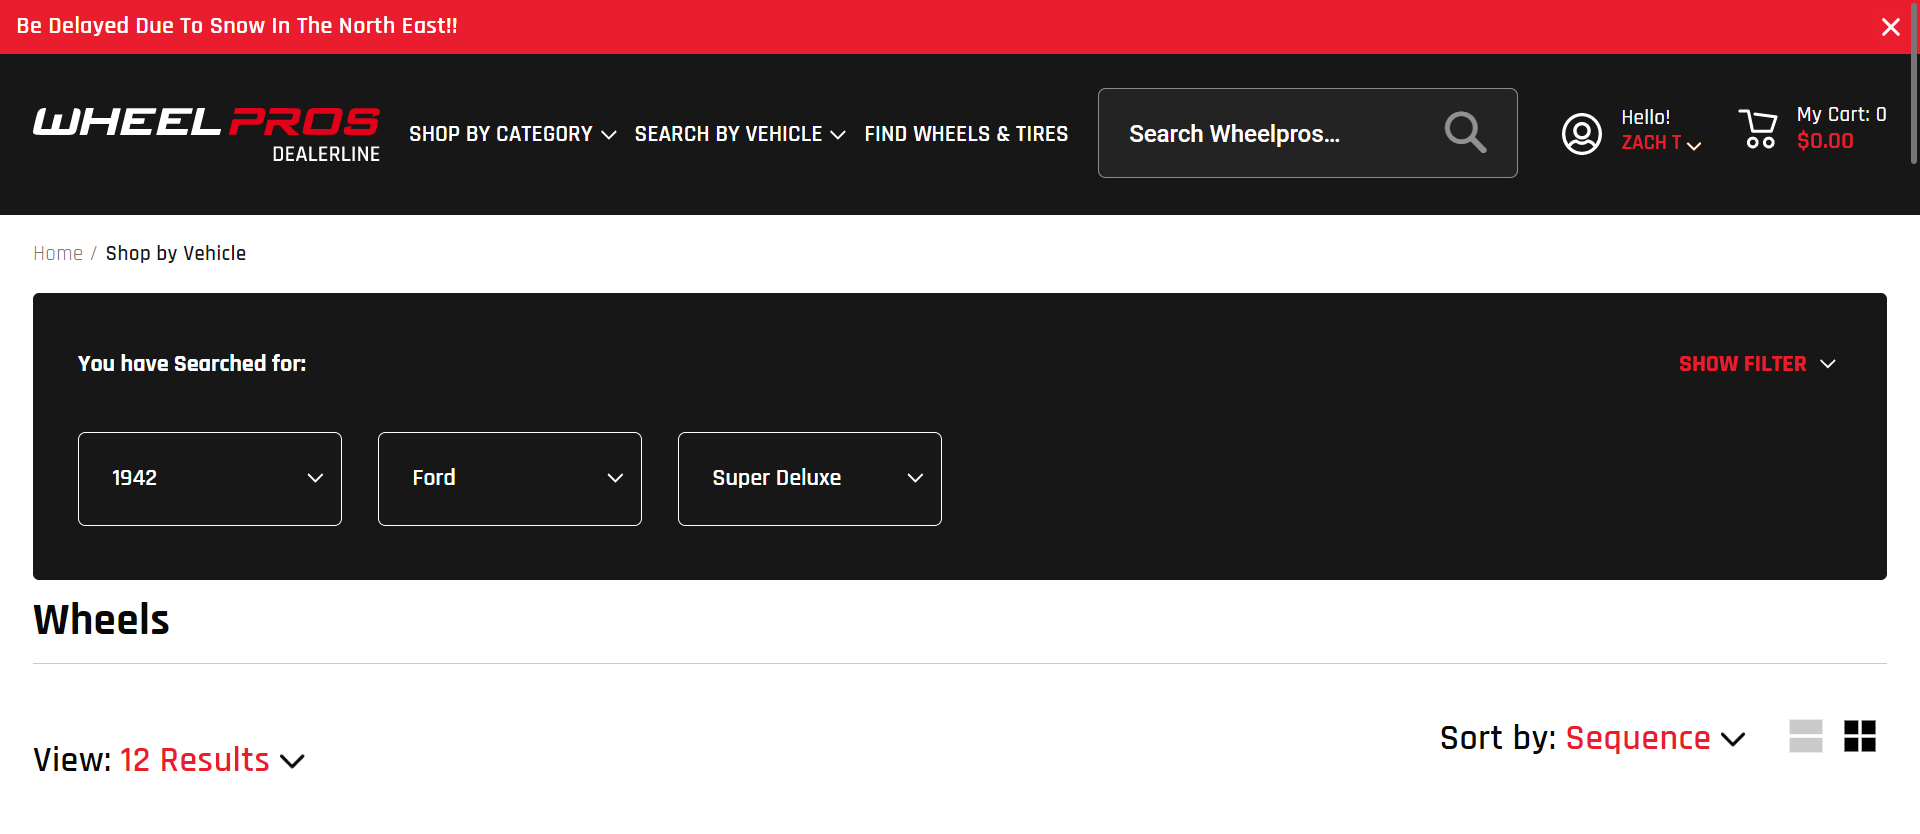 Be Delayed Due To Snow In The North East!!
WHEEL PROS
DEALERLINE
SHOP BY CATEGORY
SEARCH BY VEHICLE
FIND WHEELS & TIRES
Search Wheelpros...
Hello!
ZACH T
My Cart: 0
$0.00
Home / Shop by Vehicle
You have Searched for:
SHOW FILTER
1942
Ford
Super Deluxe
Wheels
View: 12 Results
Sort by: Sequence